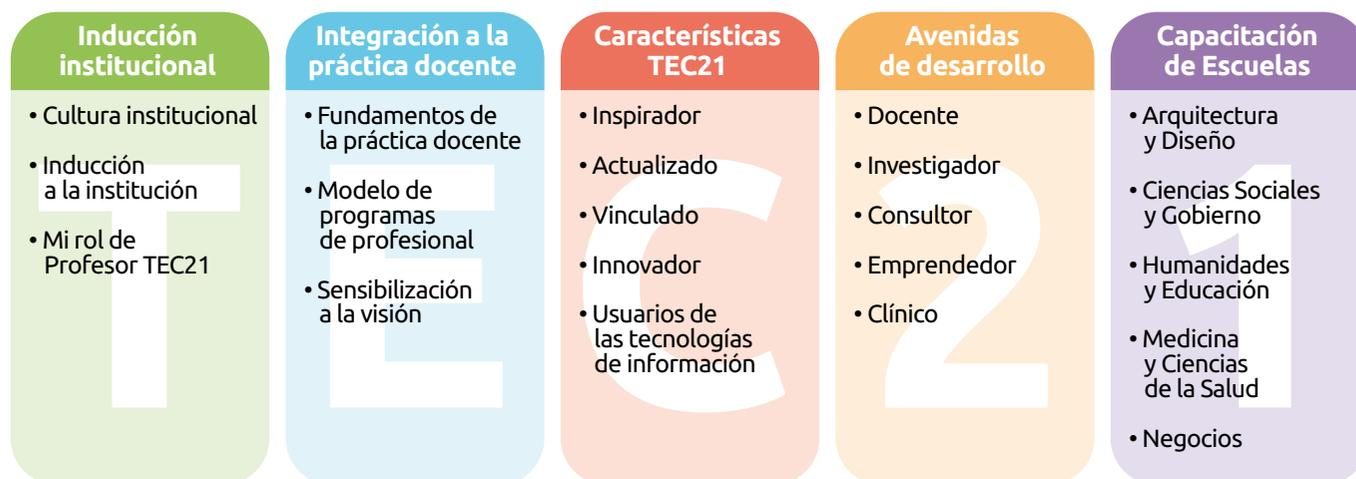 Inducción
institucional
• Cultura institucional
• Inducción
a la institución
• Mi rol de
Profesor TEC21
Integración a la
práctica docente
• Fundamentos de
la práctica docente
• Modelo de
programas
de profesional
• Sensibilización
a la visión
Características
TEC21
• Inspirador
• Actualizado
• Vinculado
• Innovador
• Usuarios de
las tecnologías
de información
Avenidas
de desarrollo
• Docente
• Investigador
• Consultor
• Emprendedor
• Clínico
Capacitación
de Escuelas
• Arquitectura
y Diseño
• Ciencias Sociales
y Gobierno
• Humanidades
y Educación
• Medicina
y Ciencias
de la Salud
• Negocios
T E C 2 1